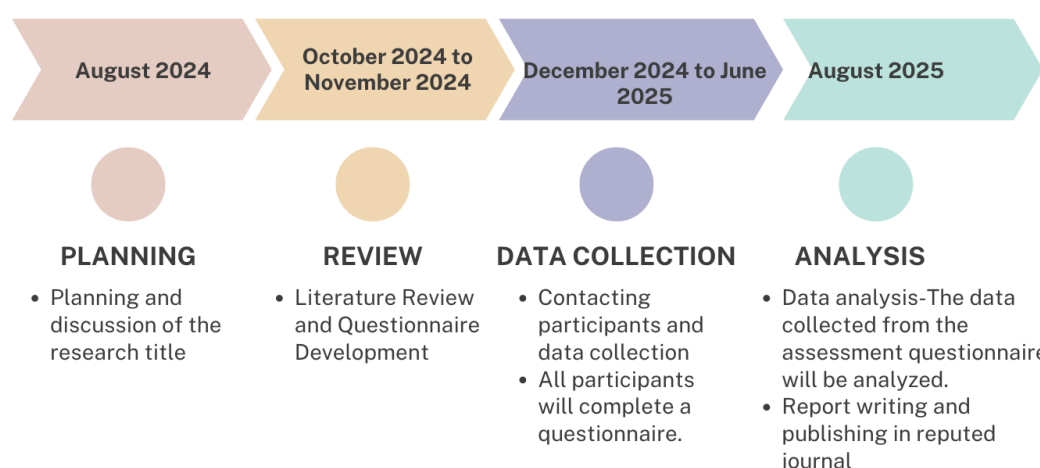 August 2024
October 2024 to
November 2024
December 2024 to June
2025
August 2025
PLANNING
• Planning and
discussion of the
research title
REVIEW
• Literature Review
and Questionnaire
Development
DATA COLLECTION
• Contacting
participants and
data collection
• All participants
will complete a
questionnaire.
ANALYSIS
• Data analysis-The data
collected from the
assessment questionnaire
will be analyzed.
• Report writing and
publishing in reputed
journal